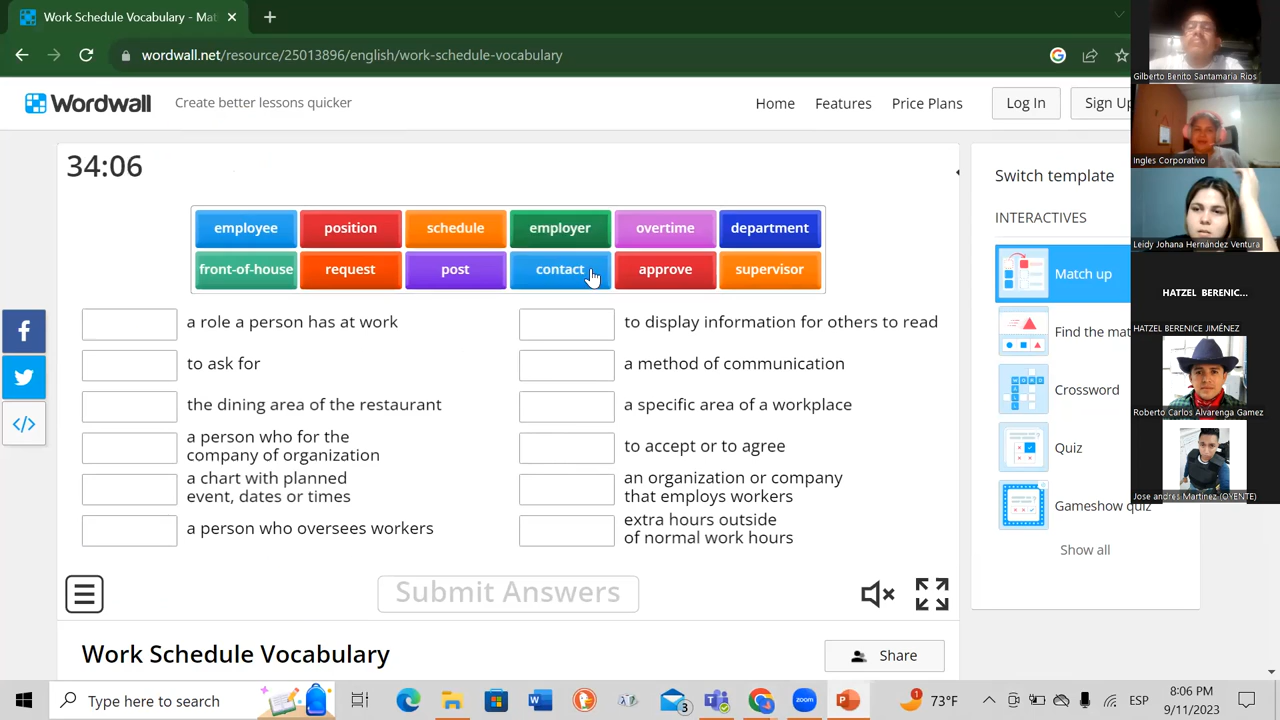 Work Schedule Vocabulary - Mat
wordwall.net/resource/25013896/english/work-schedule-vocabulary
Wordwall
Create better lessons quicker
Home
Features
Price Plans
Log In
Sign Up
34:06
employee
position
schedule
employer
overtime
department
front-of-house
request
post
contact
approve
supervisor
a role a person has at work
to display information for others to read
to ask for
a method of communication
the dining area of the restaurant
a specific area of a workplace
a person who for the
company of organization
to accept or to agree
a chart with planned
event, dates or times
an organization or company
that employs workers
a person who oversees workers
extra hours outside
of normal work hours
Submit Answers
Work Schedule Vocabulary
Share
Switch template
INTERACTIVES
Match up
Find the mat
Crossword
Quiz
Gameshow quiz
Show all
Gilberto Benito Santamaria Rios
Ingles Corporativo
Leidy Johana Hernández Ventura
HATZEL BERENIC...
HATZEL BERENICE JIMÉNEZ
Roberto Carlos Alvarenga Gamez
Jose andres Martinez (OYENTE)
Type here to search
3
zoom
1
73°F
ESP
8:06 PM
9/11/2023